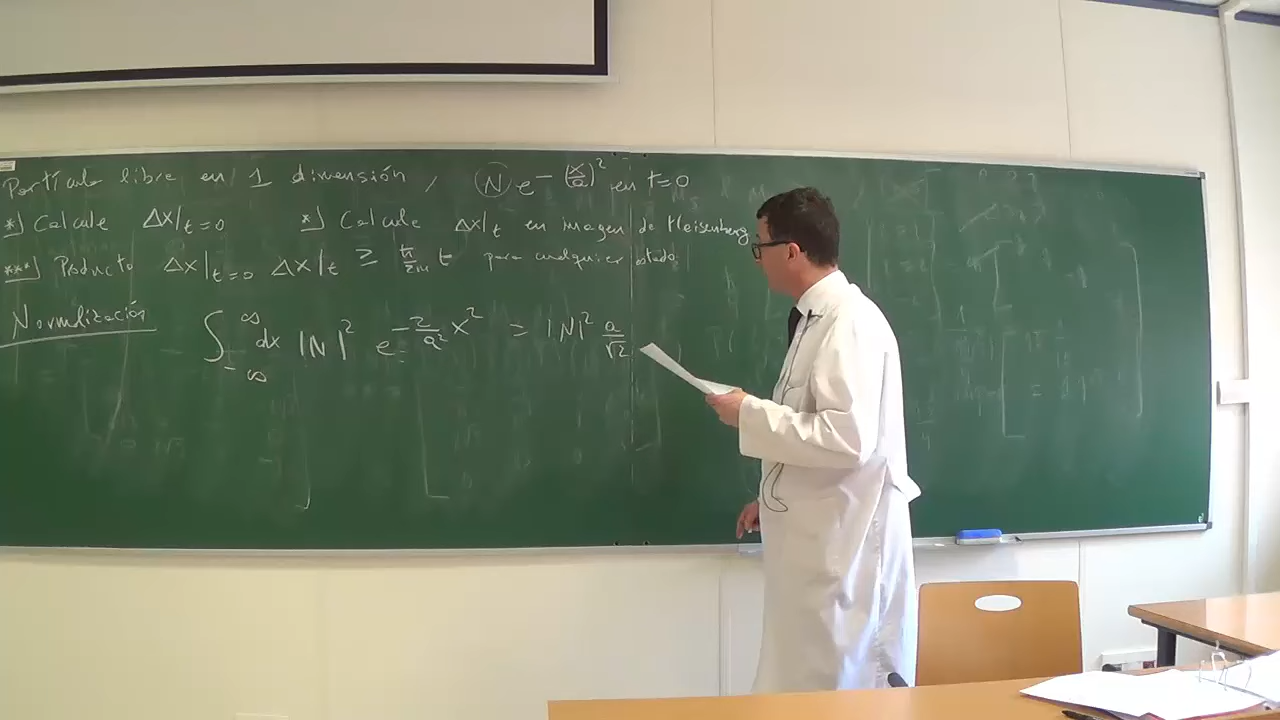 Partícula libre en 1 dimensión, N e^{-(x/a)^2} en t=0
*] Calcule Δx|_{t=0} *] Calcule Δx|_t en imagen de Heisenberg
***] Producto Δx|_{t=0} Δx|_t ≥ ħ/2m t para cualquier estado
Normalización ∫_{-∞}^{∞} dx |N|^2 e^{-2/a^2 x^2} = |N|^2 a/√2